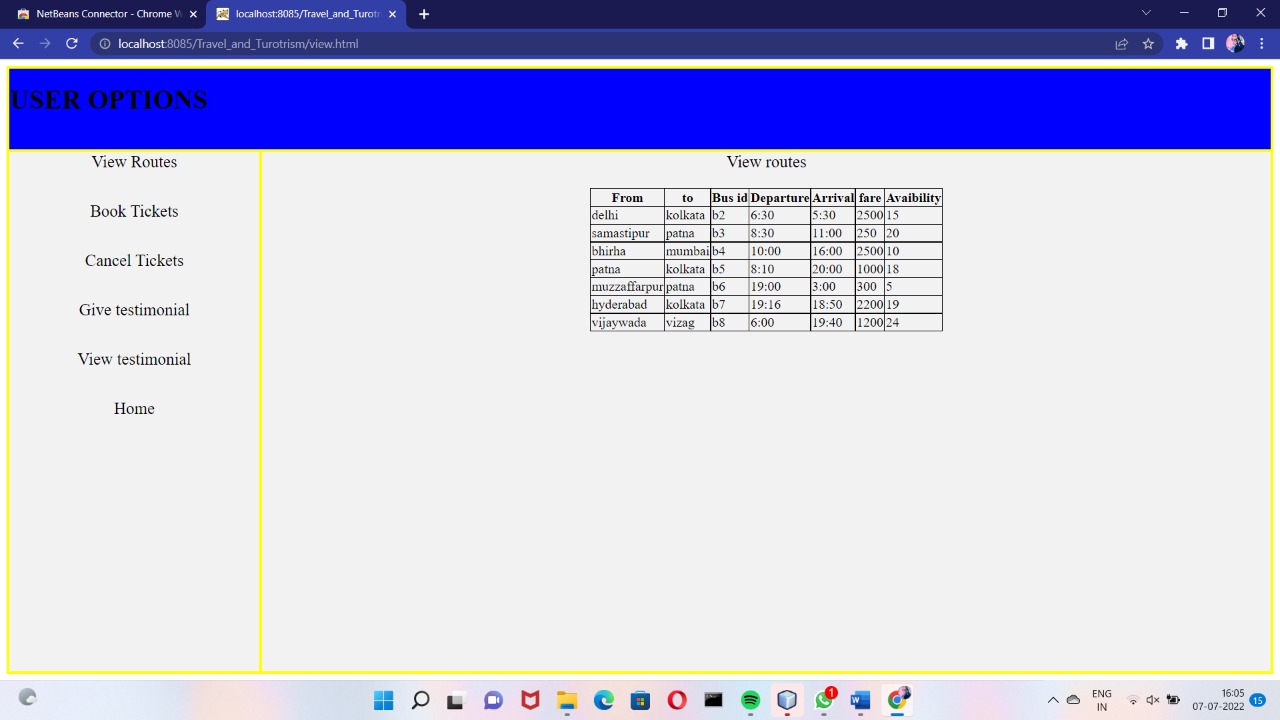 NetBeans Connector - Chrome W
localhost:8085/Travel_and_Turotr
localhost:8085/Travel_and_Turotrism/view.html
USER OPTIONS
View Routes
Book Tickets
Cancel Tickets
Give testimonial
View testimonial
Home
View routes
From to Bus id Departure Arrival fare Avaibility
delhi kolkata b2 6:30 5:30 2500 15
samastipur patna b3 8:30 11:00 250 20
bhirha mumbai b4 10:00 16:00 2500 10
patna kolkata b5 8:10 20:00 1000 18
muzzaffarpur patna b6 19:00 3:00 300 5
hyderabad kolkata b7 19:16 18:50 2200 19
vijaywada vizag b8 6:00 19:40 1200 24
1
ENG
IN
16:05
07-07-2022
15